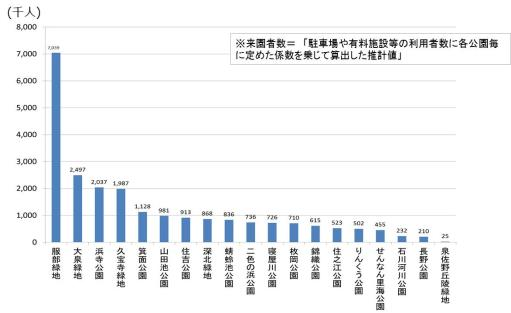 (千人)
※来園者数＝「駐車場や有料施設等の利用者数に各公園毎
に定めた係数を乗じて算出した推計値」
8,000
7,000
6,000
5,000
4,000
3,000
2,000
1,000
0
7,039
2,497
2,037
1,987
1,128
981
913
868
836
736
726
710
615
523
502
455
232
210
25
服部緑地
大泉緑地
浜寺公園
久宝寺緑地
箕面公園
山田池公園
住吉公園
深北緑地
蜻蛉池公園
二色の浜公園
寝屋川公園
枚岡公園
錦織公園
住之江公園
りんくう公園
せんなん里海公園
石川河川公園
長野公園
泉佐野丘陵緑地